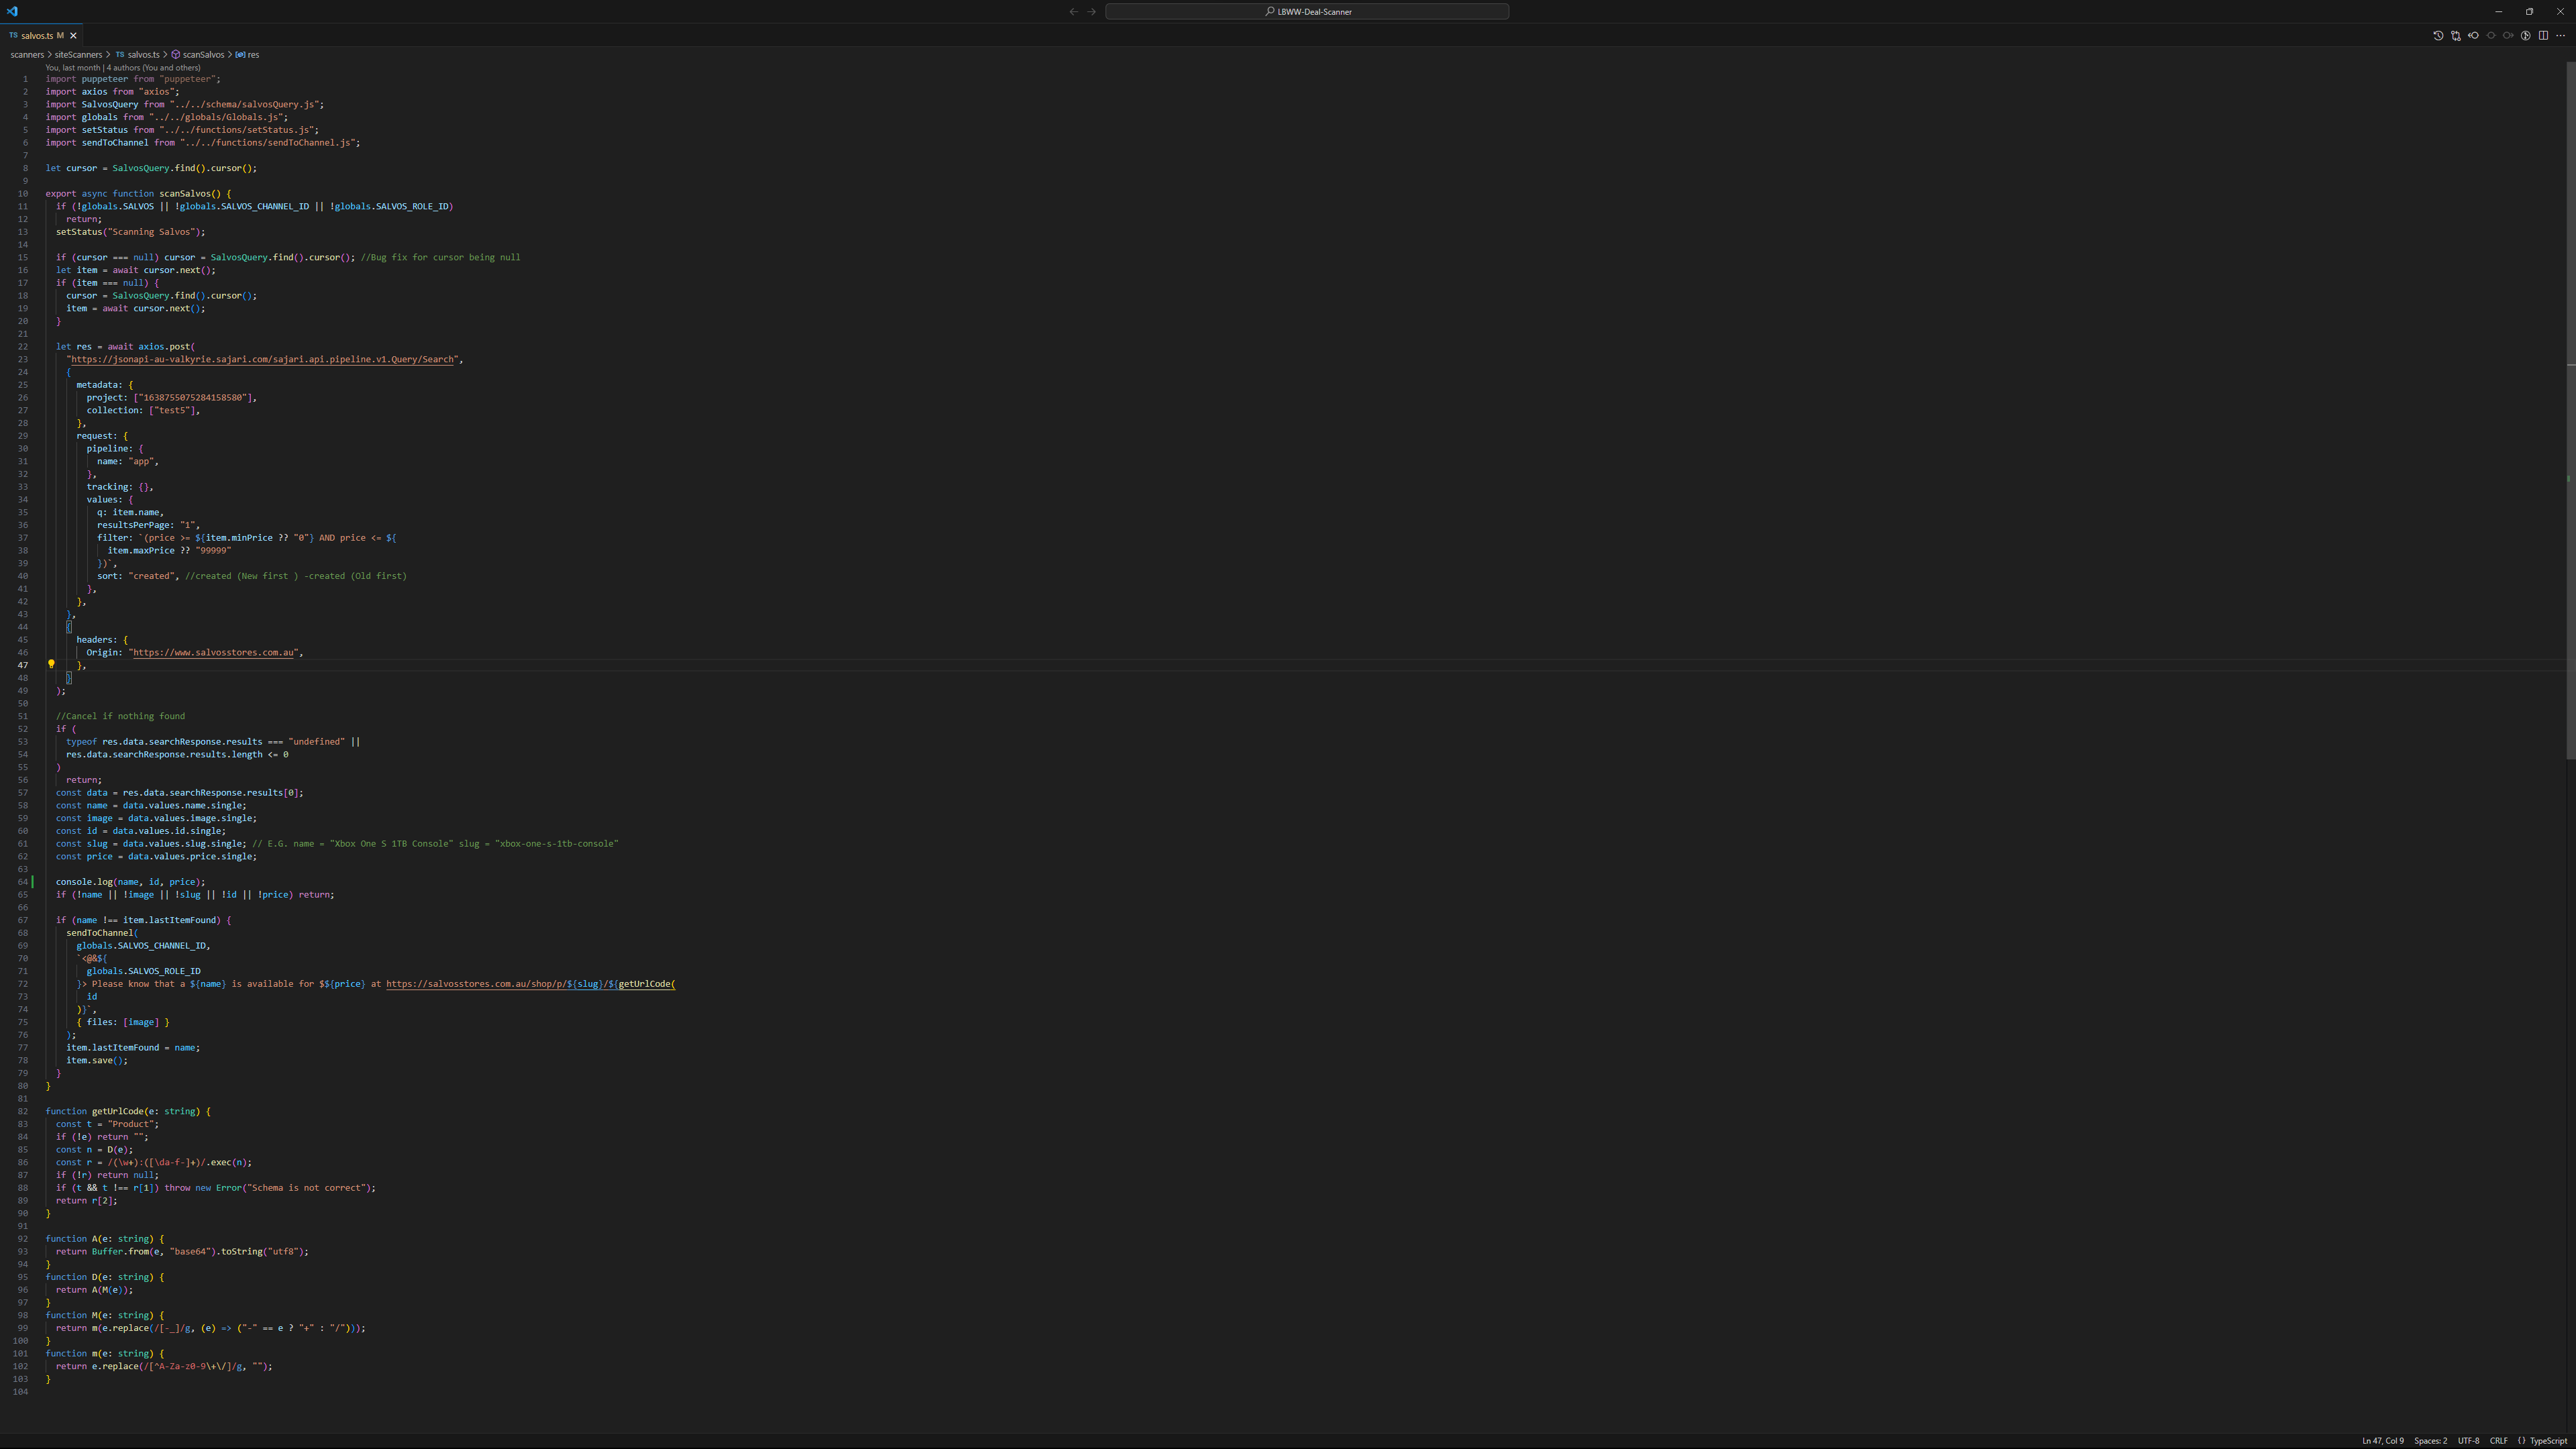 LBWW-Deal-Scanner
TS salvos.ts M
scanners > siteScanners > TS salvos.ts > scanSalvos > res
You, last month | 4 authors (You and others)
1 import puppeteer from "puppeteer";
2 import axios from "axios";
3 import SalvosQuery from "../../schema/salvosQuery.js";
4 import globals from "../../globals/Globals.js";
5 import setStatus from "../../functions/setStatus.js";
6 import sendToChannel from "../../functions/sendToChannel.js";
7
8 let cursor = SalvosQuery.find().cursor();
9
10 export async function scanSalvos() {
11 if (!globals.SALVOS || !globals.SALVOS_CHANNEL_ID || !globals.SALVOS_ROLE_ID)
12 return;
13 setStatus("Scanning Salvos");
14
15 if (cursor === null) cursor = SalvosQuery.find().cursor(); //Bug fix for cursor being null
16 let item = await cursor.next();
17 if (item === null) {
18 cursor = SalvosQuery.find().cursor();
19 item = await cursor.next();
20 }
21
22 let res = await axios.post(
23 "https://jsonapi-au-valkyrie.sajari.com/sajari.api.pipeline.v1.Query/Search",
24 {
25 metadata: {
26 project: ["1638755075284158580"],
27 collection: ["test5"],
28 },
29 request: {
30 pipeline: {
31 name: "app",
32 },
33 tracking: {},
34 values: {
35 q: item.name,
36 resultsPerPage: "1",
37 filter: `(price >= ${item.minPrice ?? "0"} AND price <= ${
38 item.maxPrice ?? "99999"
39 })`,
40 sort: "created", //created (New first ) -created (Old first)
41 },
42 },
43 },
44 {
45 headers: {
46 Origin: "https://www.salvosstores.com.au",
47 },
48 }
49 );
50
51 //Cancel if nothing found
52 if (
53 typeof res.data.searchResponse.results === "undefined" ||
54 res.data.searchResponse.results.length <= 0
55 )
56 return;
57 const data = res.data.searchResponse.results[0];
58 const name = data.values.name.single;
59 const image = data.values.image.single;
60 const id = data.values.id.single;
61 const slug = data.values.slug.single; // E.G. name = "Xbox One S 1TB Console" slug = "xbox-one-s-1tb-console"
62 const price = data.values.price.single;
63
64 console.log(name, id, price);
65 if (!name || !image || !slug || !id || !price) return;
66
67 if (name !== item.lastItemFound) {
68 sendToChannel(
69 globals.SALVOS_CHANNEL_ID,
70 `<@&${
71 globals.SALVOS_ROLE_ID
72 }> Please know that a ${name} is available for $${price} at https://salvosstores.com.au/shop/p/${slug}/${getUrlCode(
73 id
74 )}`,
75 { files: [image] }
76 );
77 item.lastItemFound = name;
78 item.save();
79 }
80 }
81
82 function getUrlCode(e: string) {
83 const t = "Product";
84 if (!e) return "";
85 const n = D(e);
86 const r = /(\w+):([\da-f-]+)/.exec(n);
87 if (!r) return null;
88 if (t && t !== r[1]) throw new Error("Schema is not correct");
89 return r[2];
90 }
91
92 function A(e: string) {
93 return Buffer.from(e, "base64").toString("utf8");
94 }
95 function D(e: string) {
96 return A(M(e));
97 }
98 function M(e: string) {
99 return m(e.replace(/[-_]/g, (e) => ("-" == e ? "+" : "/")));
100 }
101 function m(e: string) {
102 return e.replace(/[^A-Za-z0-9\+\/]/g, "");
103 }
104
Ln 47, Col 9 Spaces: 2 UTF-8 CRLF {} TypeScript